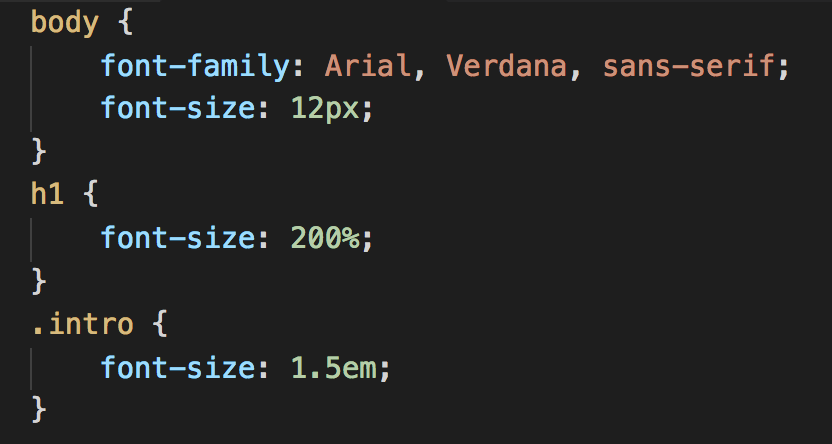 body {
    font-family: Arial, Verdana, sans-serif;
    font-size: 12px;
}
h1 {
    font-size: 200%;
}
.intro {
    font-size: 1.5em;
}